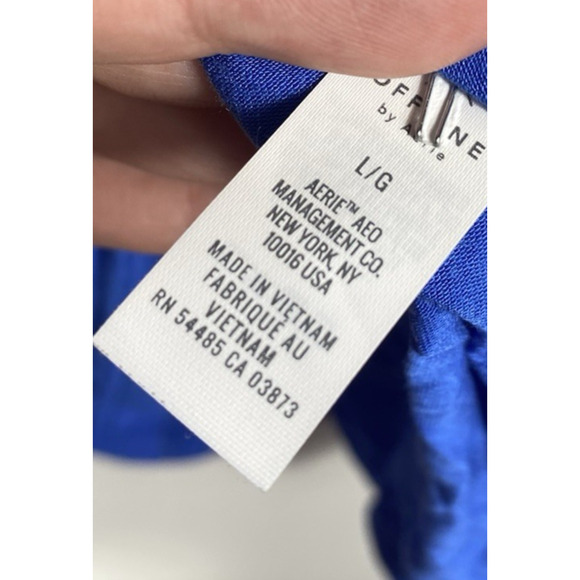 by Aerie
L/G
AERIE™ AEO
MANAGEMENT CO.
NEW YORK, NY
10016 USA
MADE IN VIETNAM
FABRIQUÉ AU
VIETNAM
RN 54485 CA 03873